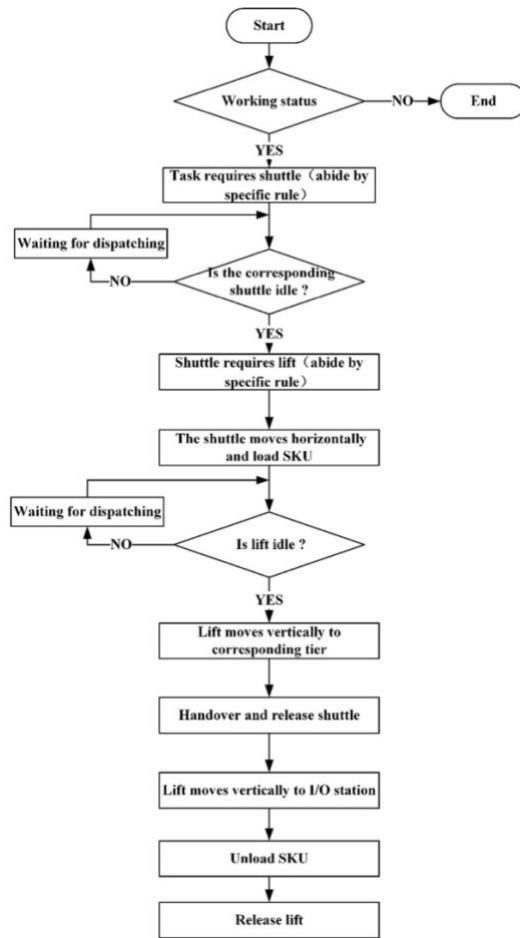 Start
Working status
NO
End
YES
Task requires shuttle（abide by
specific rule）
Waiting for dispatching
NO
Is the corresponding
shuttle idle ?
YES
Shuttle requires lift（abide by
specific rule）
The shuttle moves horizontally
and load SKU
Waiting for dispatching
NO
Is lift idle ?
YES
Lift moves vertically to
corresponding tier
Handover and release shuttle
Lift moves vertically to I/O station
Unload SKU
Release lift